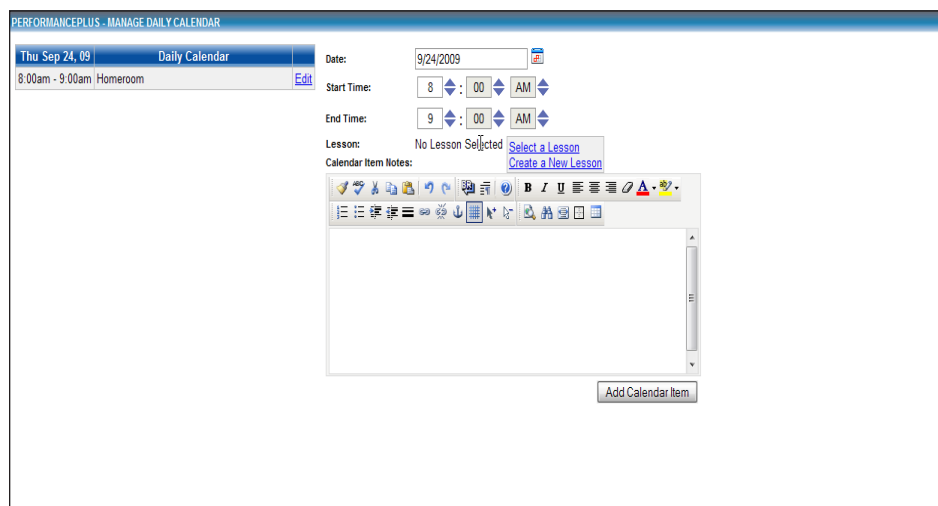 PERFORMANCEPLUS - MANAGE DAILY CALENDAR
Thu Sep 24, 09 Daily Calendar
8:00am - 9:00am Homeroom Edit
Date: 9/24/2009
Start Time: 8 : 00 AM
End Time: 9 : 00 AM
Lesson: No Lesson Selected Select a Lesson
Calendar Item Notes: Create a New Lesson
ABC B I U A ab
Add Calendar Item